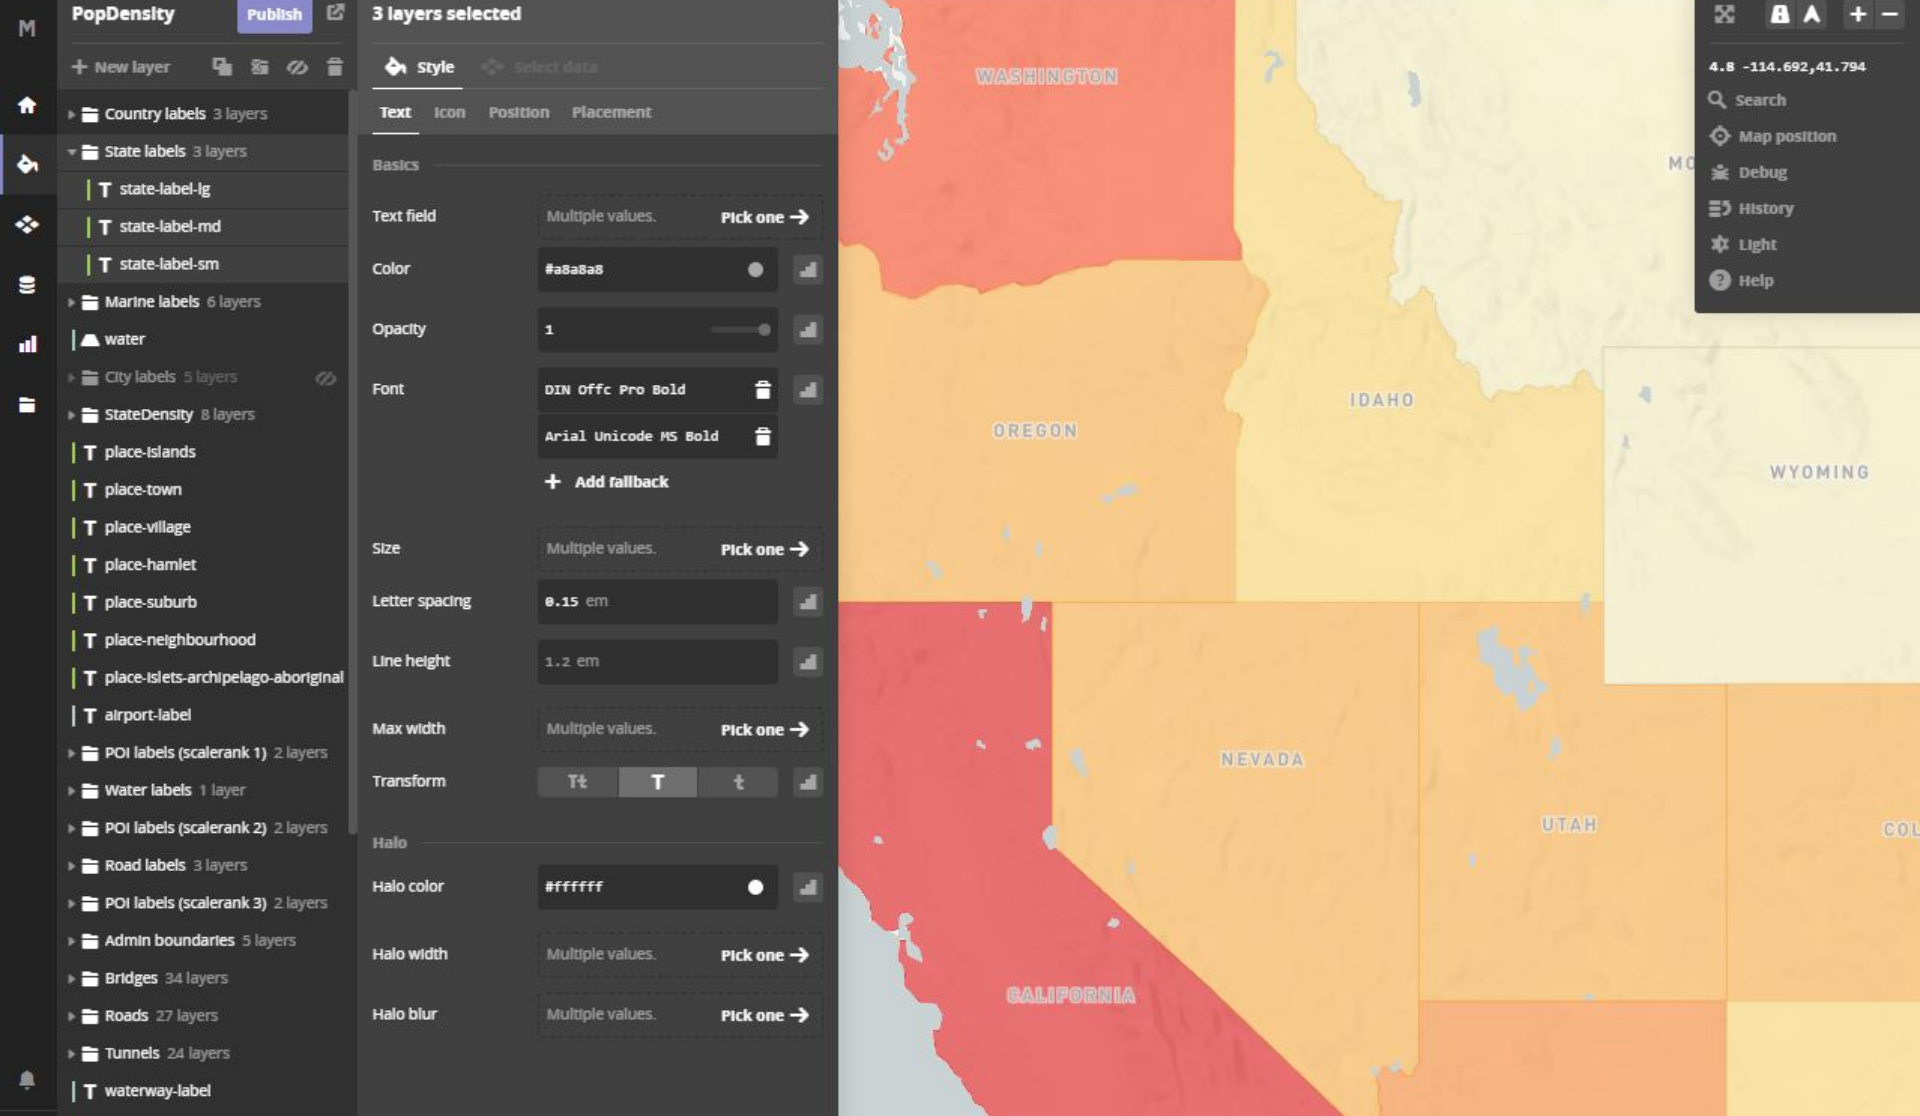 M
PopDensity
Publish
New layer
Country labels 3 layers
State labels 3 layers
T state-label-lg
T state-label-md
T state-label-sm
Marine labels 6 layers
water
City labels 5 layers
StateDensity 8 layers
T place-islands
T place-town
T place-village
T place-hamlet
T place-suburb
T place-neighbourhood
T place-islets-archipelago-aboriginal
T airport-label
POI labels (scalerank 1) 2 layers
Water labels 1 layer
POI labels (scalerank 2) 2 layers
Road labels 3 layers
POI labels (scalerank 3) 2 layers
Admin boundaries 5 layers
Bridges 34 layers
Roads 27 layers
Tunnels 24 layers
T waterway-label
3 layers selected
Style Select data
Text Icon Position Placement
Basics
Text field Multiple values. Pick one
Color #a8a8a8
Opacity 1
Font DIN Offc Pro Bold
Arial Unicode MS Bold
Add fallback
Size Multiple values. Pick one
Letter spacing 0.15 em
Line height 1.2 em
Max width Multiple values. Pick one
Transform Tt T t
Halo
Halo color #ffffff
Halo width Multiple values. Pick one
Halo blur Multiple values. Pick one
WASHINGTON
MO
OREGON
IDAHO
WYOMING
NEVADA
UTAH
COL
CALIFORNIA
4.8 -114.692,41.794
Search
Map position
Debug
History
Light
Help